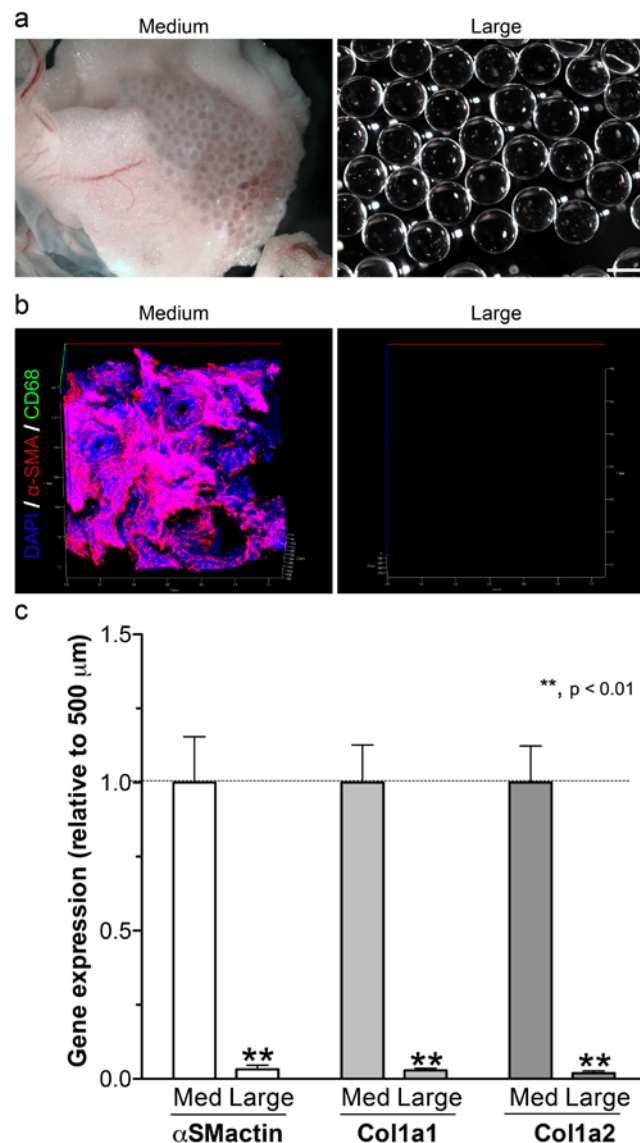 a
Medium Large
b
Medium Large
DAPI / α-SMA / CD68
c
Gene expression (relative to 500 μm)
1.5
1.0
0.5
0.0
**, p < 0.01
** ** **
Med Large Med Large Med Large
αSMactin Col1a1 Col1a2